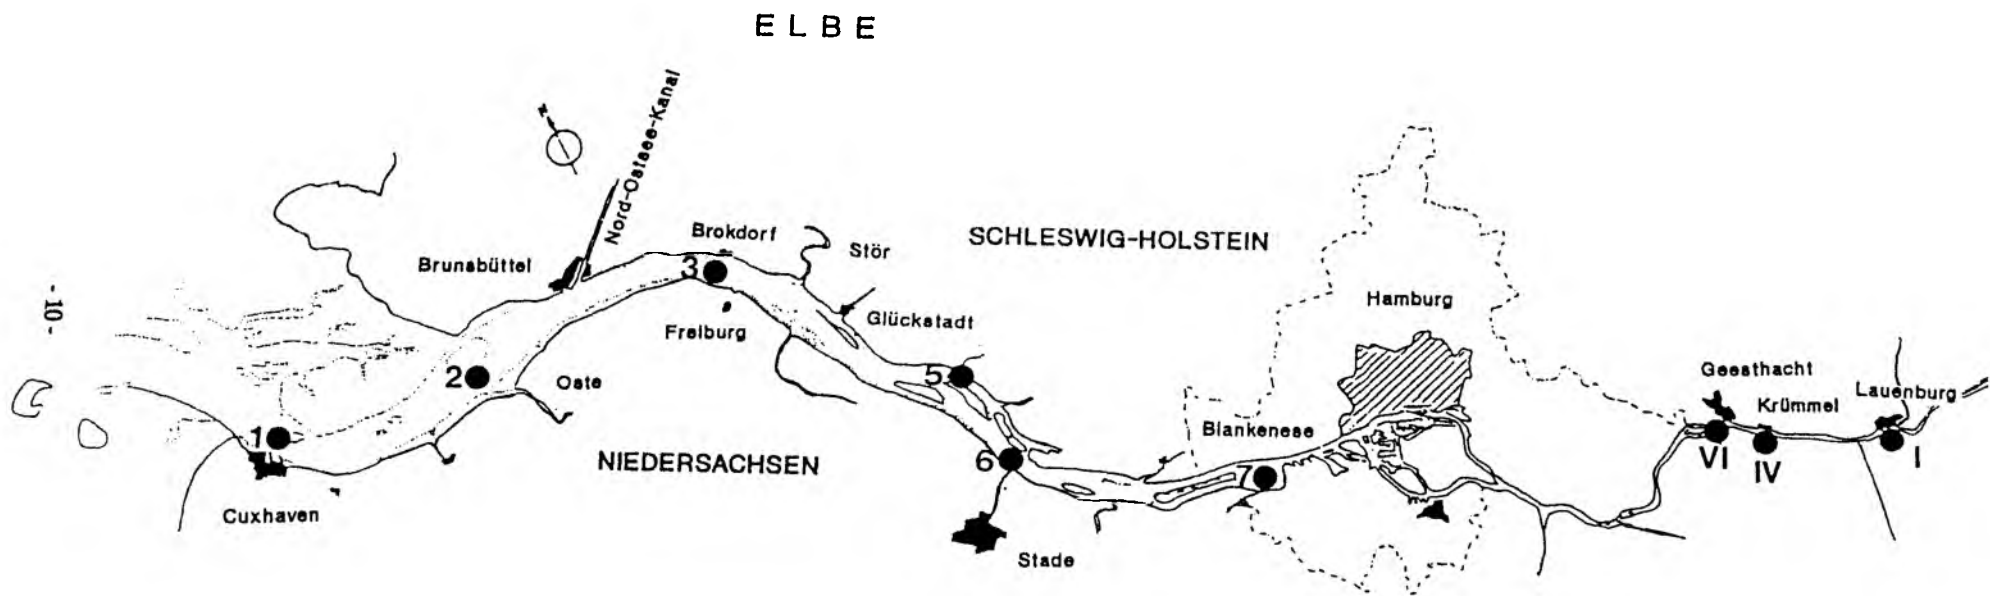 E L B E
N
Nord-Ostsee-Kanal
Brunsbüttel
Brokdorf
Stör
SCHLESWIG-HOLSTEIN
3
Hamburg
- 10 -
Freiburg
Glückstadt
Geesthacht
Krümmel
Lauenburg
2
Oste
5
Blankenese
1
NIEDERSACHSEN
6
7
VI
IV
I
Cuxhaven
Stade